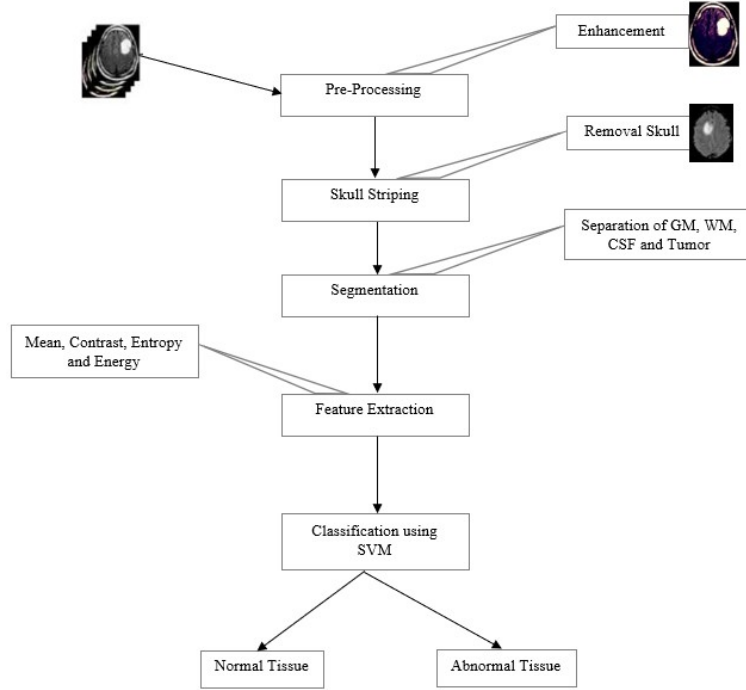 Enhancement
Pre-Processing
Removal Skull
Skull Striping
Separation of GM, WM,
CSF and Tumor
Segmentation
Mean, Contrast, Entropy
and Energy
Feature Extraction
Classification using
SVM
Normal Tissue
Abnormal Tissue